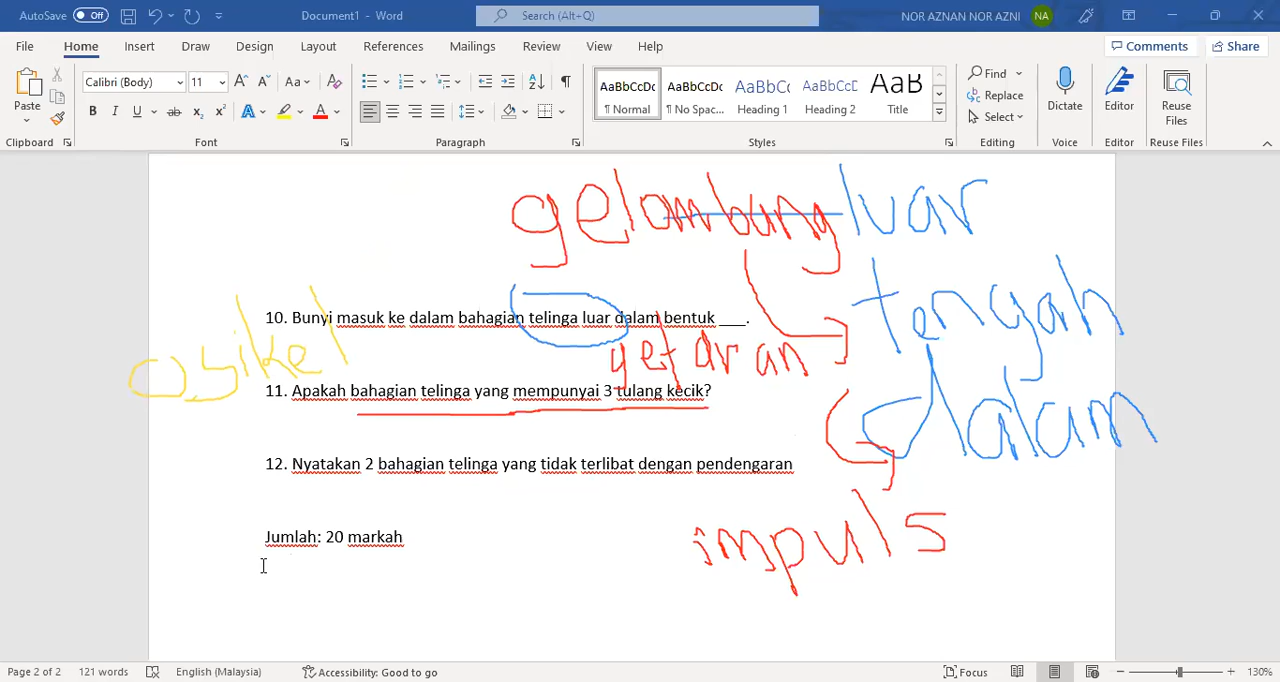 AutoSave Off Document1 - Word Search (Alt+Q) NOR AZNAN NOR AZNI NA
File Home Insert Draw Design Layout References Mailings Review View Help Comments Share
Paste Calibri (Body) 11 Aa AaBbCcDc AaBbCcDc AaBbCc AaBbCcC AaB Find Replace Select Dictate Editor Reuse Files
Normal No Spac... Heading 1 Heading 2 Title
Clipboard Font Paragraph Styles Editing Voice Editor Reuse Files
gelombang luar
tengah
10. Bunyi masuk ke dalam bahagian telinga luar dalam bentuk ___.
osikel
getaran
11. Apakah bahagian telinga yang mempunyai 3 tulang kecik?
dalam
12. Nyatakan 2 bahagian telinga yang tidak terlibat dengan pendengaran
Jumlah: 20 markah
impuls
Page 2 of 2 121 words English (Malaysia) Accessibility: Good to go Focus 130%